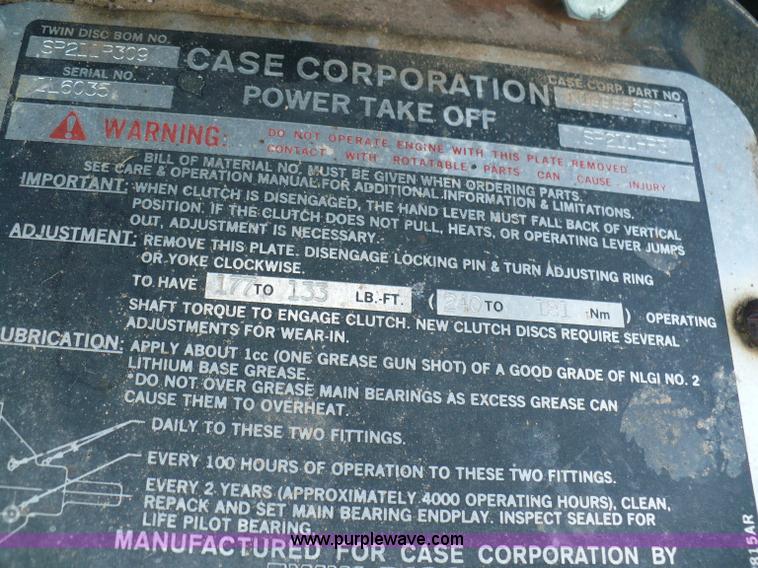 TWIN DISC BOM NO.
SP211P309
SERIAL NO.
216035
CASE CORPORATION
POWER TAKE OFF
CASE CORP. PART NO.
WARNING: DO NOT OPERATE ENGINE WITH THIS PLATE REMOVED
CONTACT WITH ROTATABLE PARTS CAN CAUSE INJURY
BILL OF MATERIAL NO. MUST BE GIVEN WHEN ORDERING PARTS.
SEE CARE & OPERATION MANUAL FOR ADDITIONAL INFORMATION & LIMITATIONS.
IMPORTANT: WHEN CLUTCH IS DISENGAGED, THE HAND LEVER MUST FALL BACK OF VERTICAL
POSITION. IF THE CLUTCH DOES NOT PULL, HEATS, OR OPERATING LEVER JUMPS
OUT, ADJUSTMENT IS NECESSARY.
ADJUSTMENT: REMOVE THIS PLATE. DISENGAGE LOCKING PIN & TURN ADJUSTING RING
OR YOKE CLOCKWISE.
TO HAVE 177 TO 133 LB.-FT. (240 TO 181 Nm) OPERATING
SHAFT TORQUE TO ENGAGE CLUTCH. NEW CLUTCH DISCS REQUIRE SEVERAL
ADJUSTMENTS FOR WEAR-IN.
UBRICATION: APPLY ABOUT 1cc (ONE GREASE GUN SHOT) OF A GOOD GRADE OF NLGI NO. 2
LITHIUM BASE GREASE.
*DO NOT OVER GREASE MAIN BEARINGS AS EXCESS GREASE CAN
CAUSE THEM TO OVERHEAT.
DAILY TO THESE TWO FITTINGS.
EVERY 100 HOURS OF OPERATION TO THESE TWO FITTINGS.
EVERY 2 YEARS (APPROXIMATELY 4000 OPERATING HOURS), CLEAN,
REPACK AND SET MAIN BEARING ENDPLAY. INSPECT SEALED FOR
LIFE PILOT BEARING.
MANUFACTURED FOR CASE CORPORATION BY
815AR
www.purplewave.com